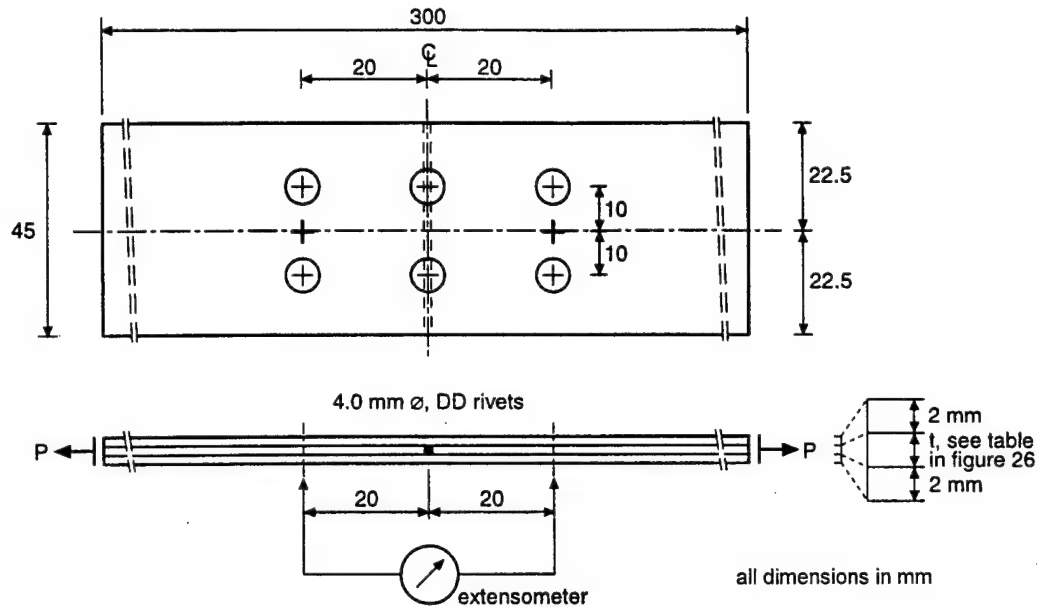 300
℄
20 20
45
10
10
22.5
22.5
4.0 mm ø, DD rivets
P
P
2 mm
t, see table
in figure 26
2 mm
20 20
extensometer
all dimensions in mm